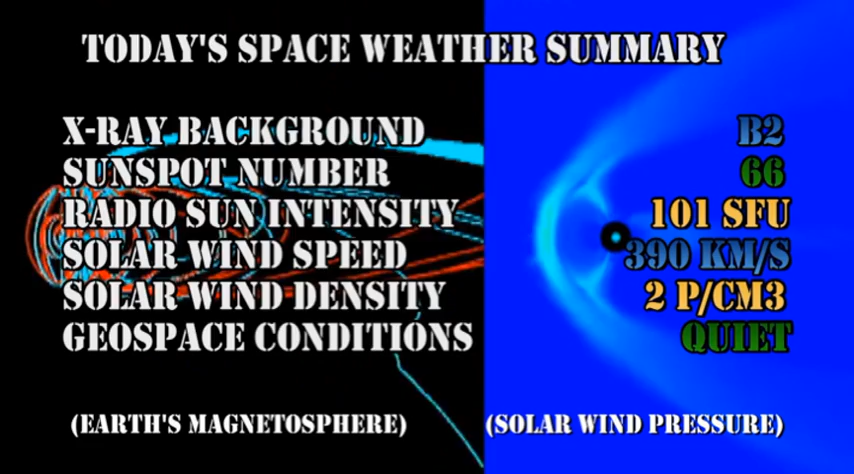 TODAY'S SPACE WEATHER SUMMARY
X-RAY BACKGROUND B2
SUNSPOT NUMBER 66
RADIO SUN INTENSITY 101 SFU
SOLAR WIND SPEED 390 KM/S
SOLAR WIND DENSITY 2 P/CM3
GEOSPACE CONDITIONS QUIET
(EARTH'S MAGNETOSPHERE) (SOLAR WIND PRESSURE)